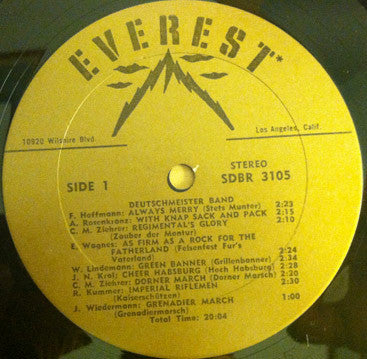 EVEREST*
10920 Wilshire Blvd.
Los Angeles, Calif.
STEREO
SIDE 1
SDBR 3105
DEUTSCHMEISTER BAND
F. Hoffmann: ALWAYS MERRY (Stets Munter) 2:23
A. Rosenkranz: WITH KNAP SACK AND PACK 2:15
C. M. Ziehrer: REGIMENTAL'S GLORY 2:10
(Zauber der Montur)
E. Wagnes: AS FIRM AS A ROCK FOR THE
FATHERLAND (Felsenfest Fur's
Vaterland) 2:24
W. Lindemann: GREEN BANNER (Grillenbanner) 2:24
J. N. Kral: CHEER HABSBURG (Hoch Habsburg) 2:28
C. M. Ziehrer: DORNER MARCH (Dorner Marsch) 2:20
R. Kummer: IMPERIAL RIFLEMEN 2:30
(Kaiserschützen)
J. Wiedermann: GRENADIER MARCH 1:00
(Grenadiermarsch)
Total Time: 20:04